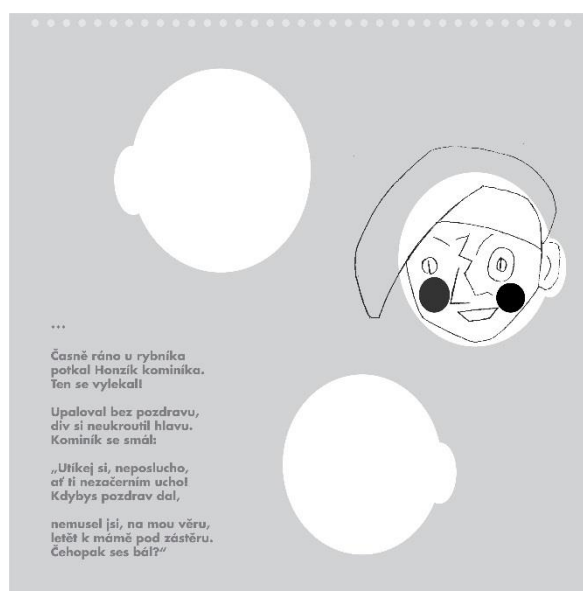 ...
Časně ráno u rybníka
potkal Honzík kominíka.
Ten se vylekal!
Upaloval bez pozdravu,
div si neukroutil hlavu.
Kominík se smál:
„Utíkej si, neposlucho,
ať ti nezačerním ucho!
Kdybys pozdrav dal,
nemusel jsi, na mou věru,
letět k mámě pod zástěru.
Čehopak ses bál?“